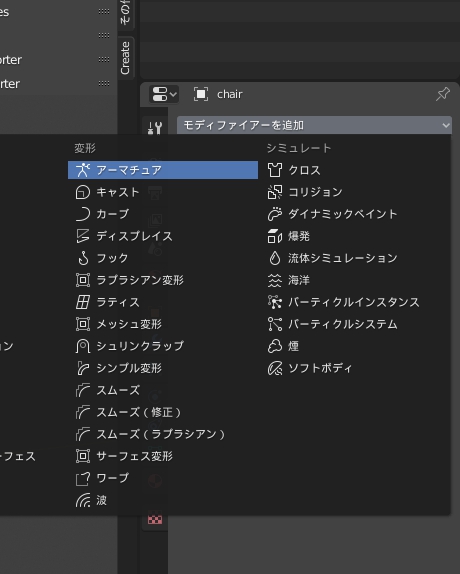 es
orter
rter
その他
Create
chair
モディファイアーを追加
変形
アーマチュア
キャスト
カーブ
ディスプレイス
フック
ラプラシアン変形
ラティス
メッシュ変形
シュリンクラップ
シンプル変形
スムーズ
スムーズ(修正)
スムーズ(ラプラシアン)
サーフェス変形
ワープ
波
シミュレート
クロス
コリジョン
ダイナミックペイント
爆発
流体シミュレーション
海洋
パーティクルインスタンス
パーティクルシステム
煙
ソフトボディ
ョン
ーフェス